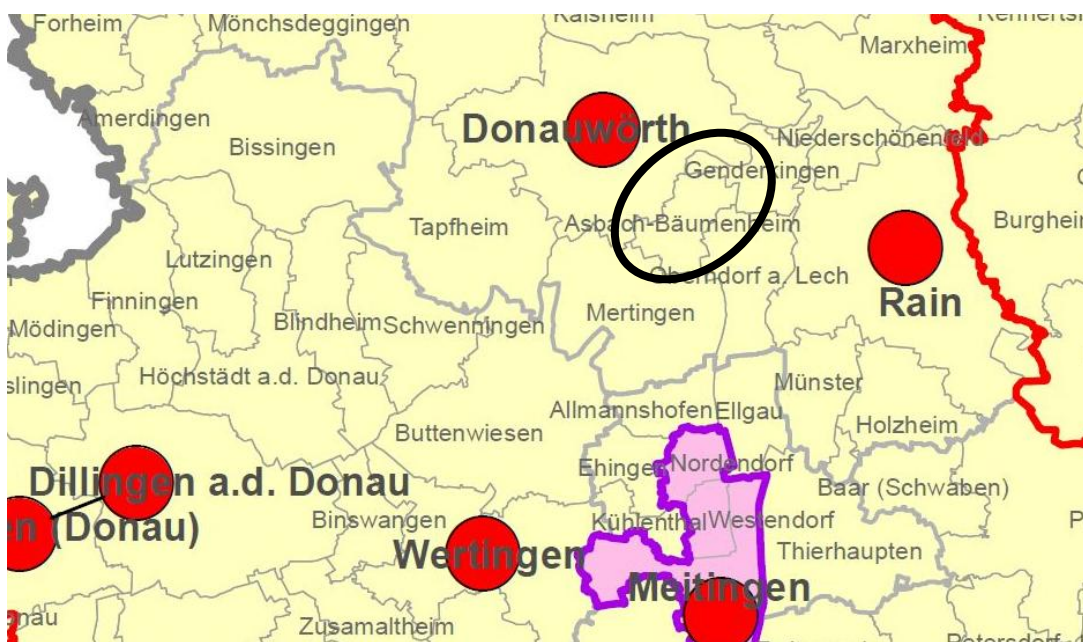 Forheim
Mönchsdeggingen
Kaisheim
Marxheim
Amerdingen
Bissingen
Donauwörth
Niederschönenfeld
Genderkingen
Tapfheim
Asbach-Bäumenheim
Burghei
Lutzingen
Oberndorf a. Lech
Rain
Finningen
Mödingen
Blindheim
Schwenningen
Mertingen
Höchstädt a.d. Donau
Münster
Allmannshofen
Ellgau
Holzheim
Buttenwiesen
Ehingen
Nordendorf
Dillingen a.d. Donau
Baar (Schwaben)
Binswangen
Kühlenthal
Westendorf
n (Donau)
Wertingen
Thierhaupten
Meitingen
Zusamaltheim